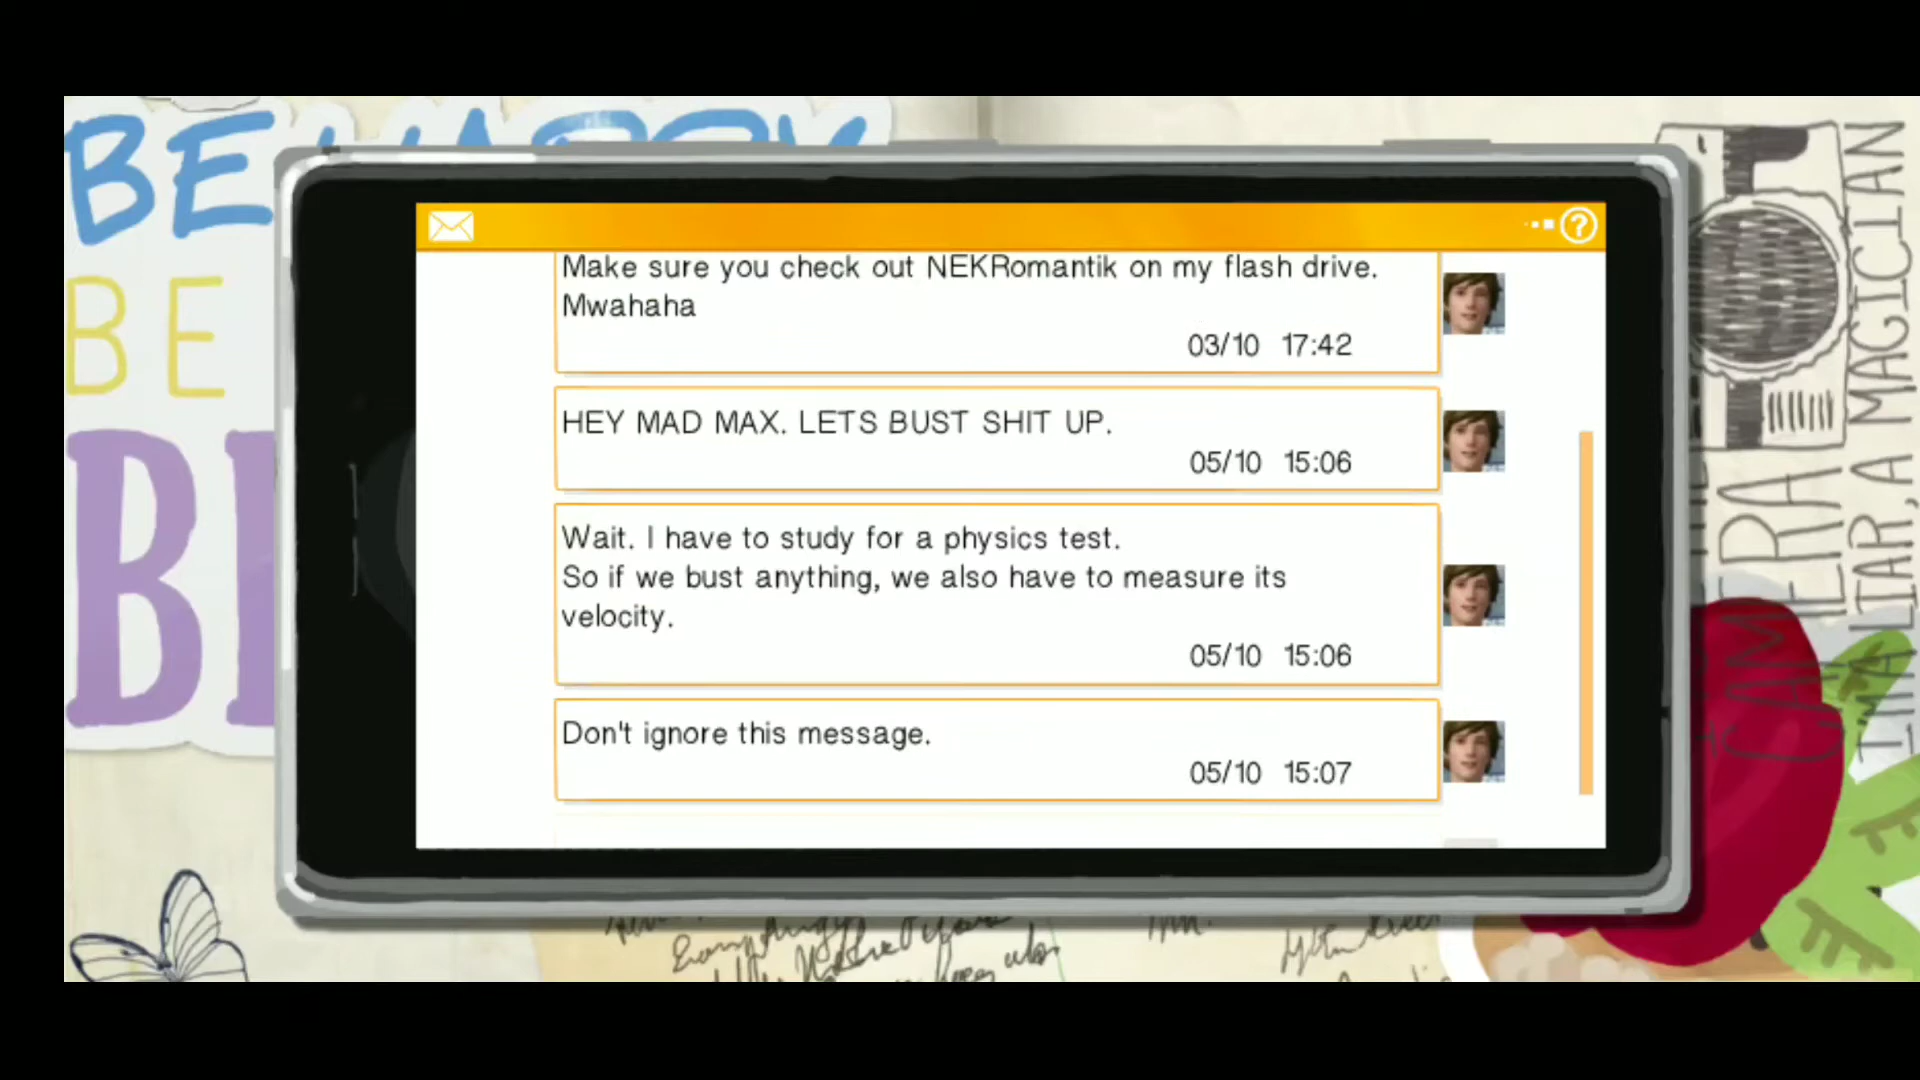 BE HAPPY
BE
BE
Make sure you check out NEKRomantik on my flash drive.
Mwahaha
03/10 17:42
HEY MAD MAX. LETS BUST SHIT UP.
05/10 15:06
Wait. I have to study for a physics test.
So if we bust anything, we also have to measure its
velocity.
05/10 15:06
Don't ignore this message.
05/10 15:07
?
CAMERA
LIAR, A MAGICIAN